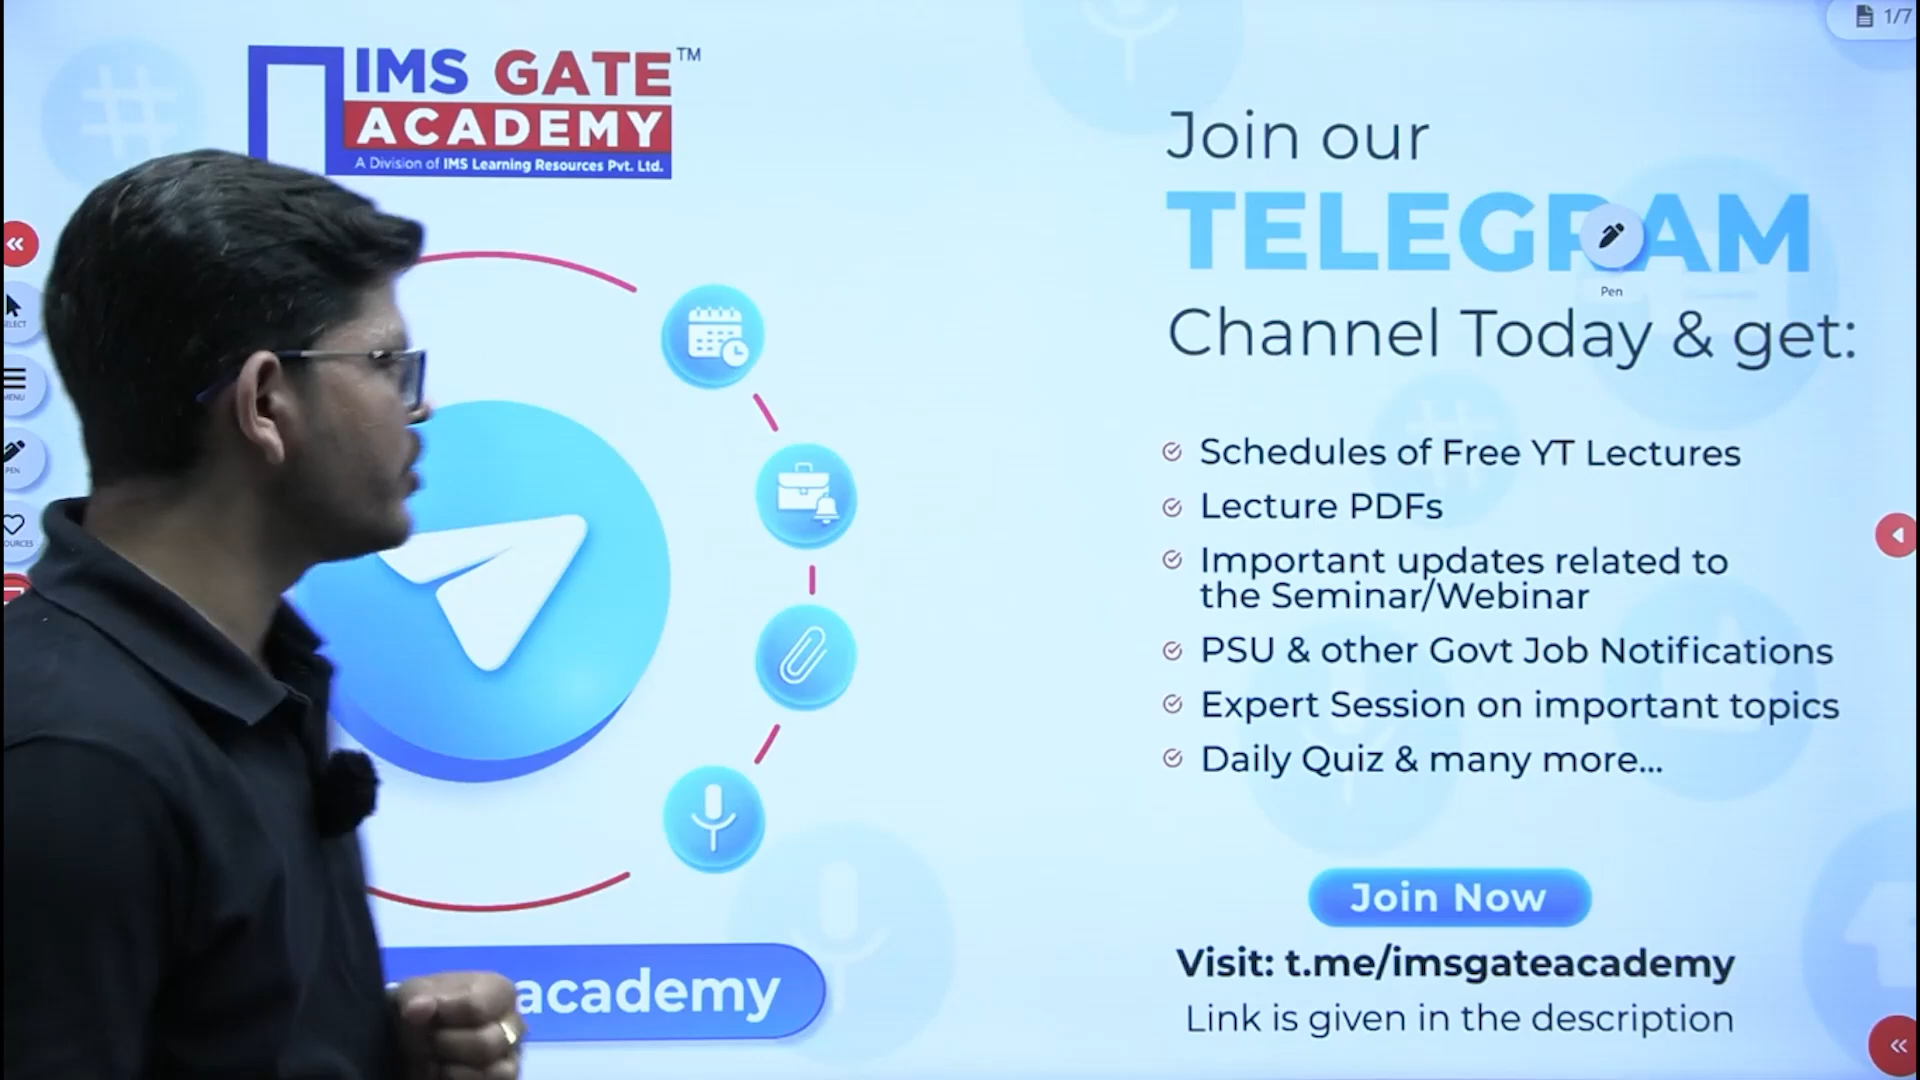 1/7
IMS GATE™
ACADEMY
A Division of IMS Learning Resources Pvt. Ltd.
Join our
TELEGRAM
Pen
Channel Today & get:
SELECT
MENU
PEN
Schedules of Free YT Lectures
Lecture PDFs
Important updates related to
the Seminar/Webinar
PSU & other Govt Job Notifications
Expert Session on important topics
Daily Quiz & many more...
Join Now
Visit: t.me/imsgateacademy
Link is given in the description
academy